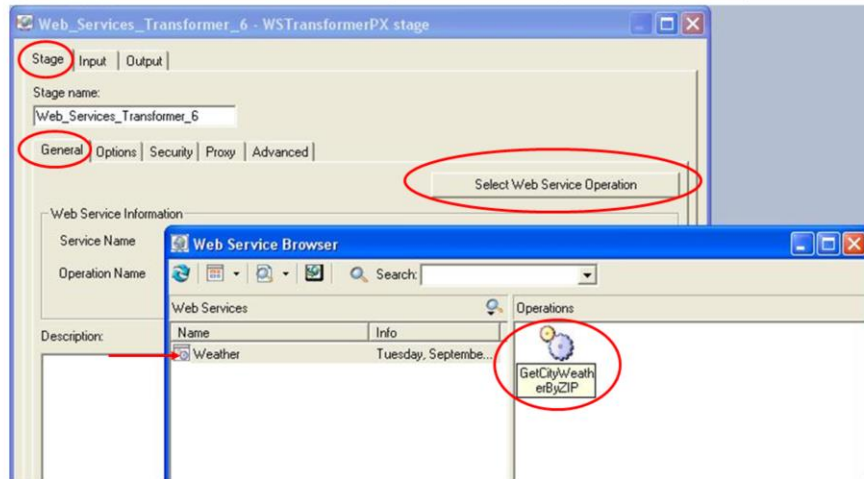 Web_Services_Transformer_6 - WSTransformerPX stage
Stage Input Output
Stage name:
Web_Services_Transformer_6
General Options Security Proxy Advanced
Select Web Service Operation
Web Service Information
Service Name
Operation Name
Description:
Web Service Browser
Search:
Web Services
Operations
Name Info
Weather Tuesday, Septembe...
GetCityWeath
erByZIP